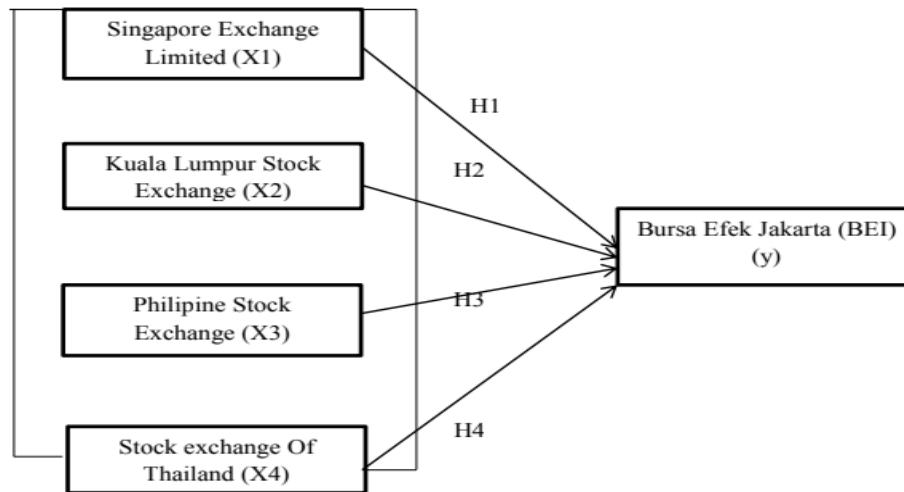 Singapore Exchange
Limited (X1)
H1
Kuala Lumpur Stock
Exchange (X2)
H2
Bursa Efek Jakarta (BEI)
(y)
Philipine Stock
Exchange (X3)
H3
Stock exchange Of
Thailand (X4)
H4